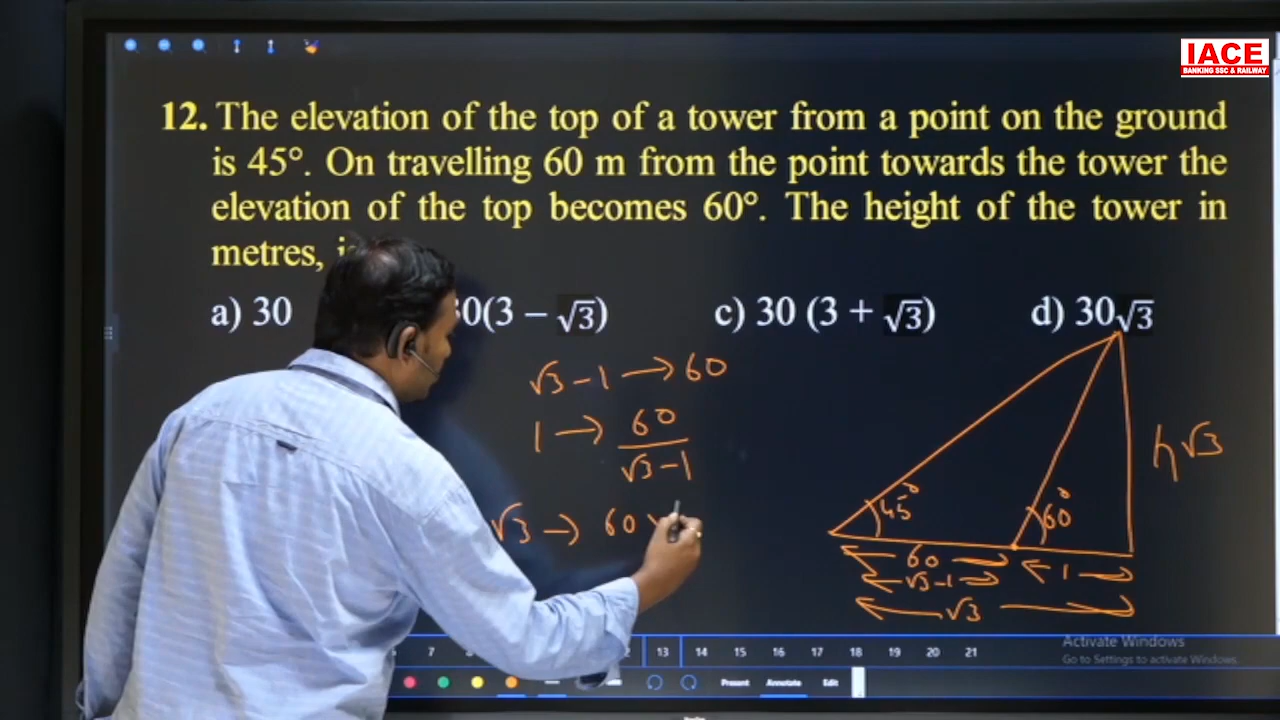 IACE
BANKING SSC & RAILWAY
12. The elevation of the top of a tower from a point on the ground
is 45°. On travelling 60 m from the point towards the tower the
elevation of the top becomes 60°. The height of the tower in
metres,
a) 30 0(3 – √3) c) 30 (3 + √3) d) 30√3
√3-1 → 60
1 → 60
√3-1
√3 → 60
h √3
45°
60°
60
1
√3-1
√3
7 13 14 15 16 17 18 19 20 21
Activate Windows
Go to Settings to activate Windows.
Present Annotate Edit